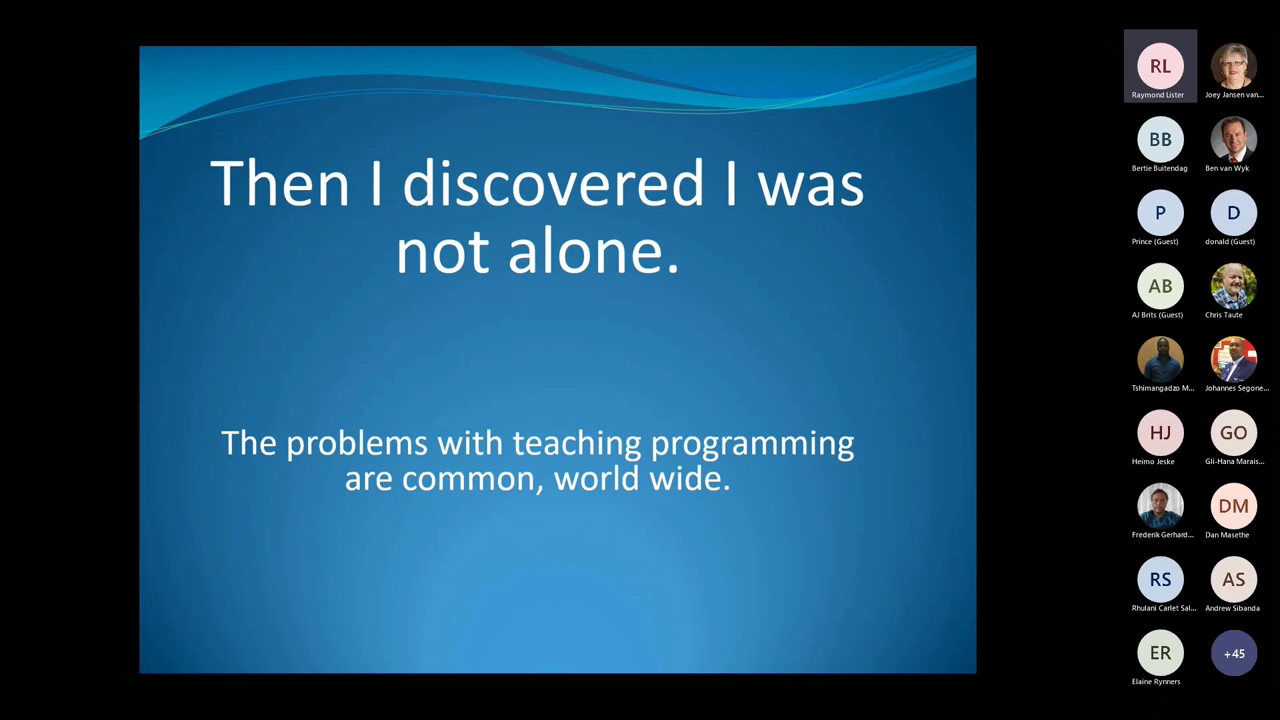 Then I discovered I was
not alone.
The problems with teaching programming
are common, world wide.
RL
Raymond Lister
Joey Jansen van...
BB
Bertie Buitendag
Ben van Wyk
P
Prince (Guest)
D
donald (Guest)
AB
AJ Brits (Guest)
Chris Taute
Tshimangadzo M...
Johannes Segone...
HJ
Heimo Jeske
GO
Gli-Hana Marais...
Frederik Gerhard...
DM
Dan Masethe
RS
Rhulani Carlet Sal...
AS
Andrew Sibanda
ER
Elaine Rynners
+45